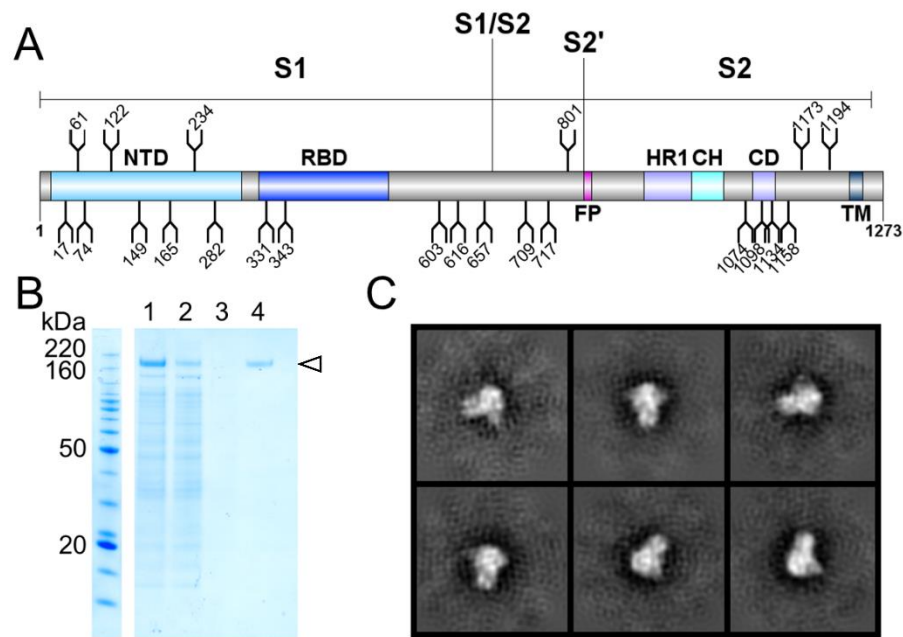 A
S1/S2
S2'
S1
S2
61
122
234
801
1173
1194
NTD
RBD
HR1
CH
CD
FP
TM
1
1273
17
74
149
165
282
331
343
603
616
657
709
717
1074
1098
1134
1158
B
C
kDa
1 2 3 4
220
160
50
20